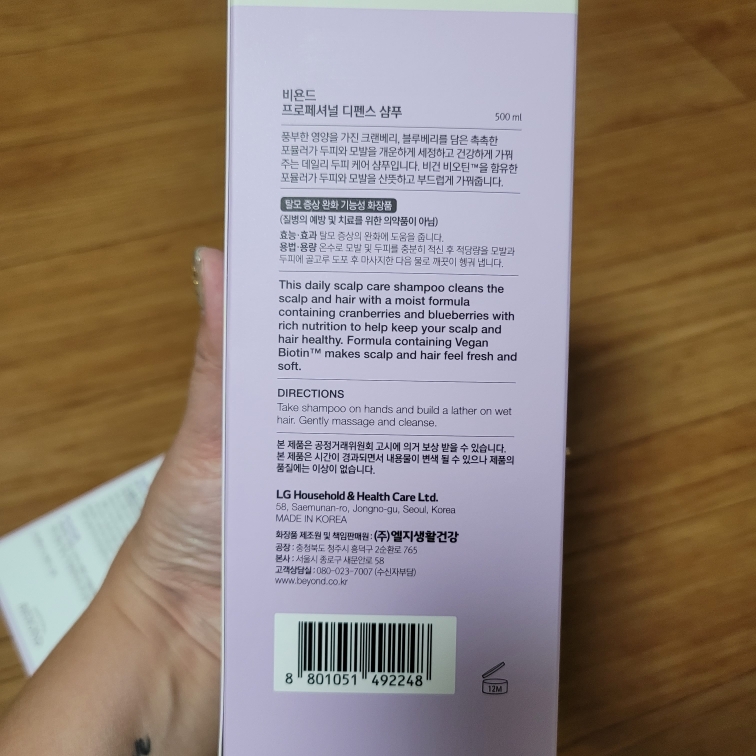 비욘드
프로페셔널 디펜스 샴푸
500 ml
풍부한 영양을 가진 크랜베리, 블루베리를 담은 촉촉한
포뮬러가 두피와 모발을 개운하게 세정하고 건강하게 가꿔
주는 데일리 두피 케어 샴푸입니다. 비건 비오틴™을 함유한
포뮬러가 두피와 모발을 산뜻하고 부드럽게 가꿔줍니다.
탈모 증상 완화 기능성 화장품
(질병의 예방 및 치료를 위한 의약품이 아님)
효능·효과 탈모 증상의 완화에 도움을 줍니다.
용법·용량 온수로 모발 및 두피를 충분히 적신 후 적당량을 모발과
두피에 골고루 도포 후 마사지한 다음 물로 깨끗이 헹궈 냅니다.
This daily scalp care shampoo cleans the
scalp and hair with a moist formula
containing cranberries and blueberries with
rich nutrition to help keep your scalp and
hair healthy. Formula containing Vegan
Biotin™ makes scalp and hair feel fresh and
soft.
DIRECTIONS
Take shampoo on hands and build a lather on wet
hair. Gently massage and cleanse.
본 제품은 공정거래위원회 고시에 의거 보상 받을 수 있습니다.
본 제품은 시간이 경과되면서 내용물이 변색 될 수 있으나 제품의
품질에는 이상이 없습니다.
LG Household & Health Care Ltd.
58, Saemunan-ro, Jongno-gu, Seoul, Korea
MADE IN KOREA
화장품 제조원 및 책임판매원 : (주)엘지생활건강
공장 : 충청북도 청주시 흥덕구 2순환로 765
본사 : 서울시 종로구 새문안로 58
고객상담실 : 080-023-7007 (수신자부담)
www.beyond.co.kr
8 801051 492248
12M